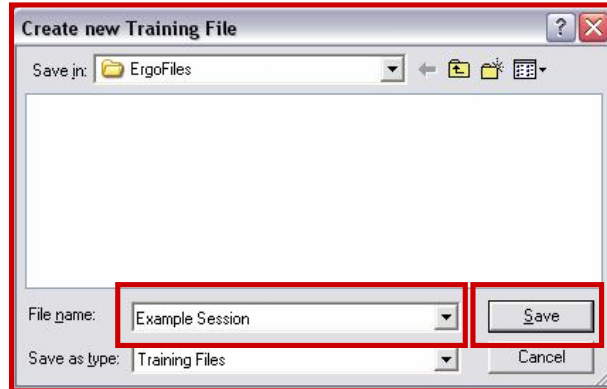 Create new Training File
Save in: ErgoFiles
File name: Example Session Save
Save as type: Training Files Cancel